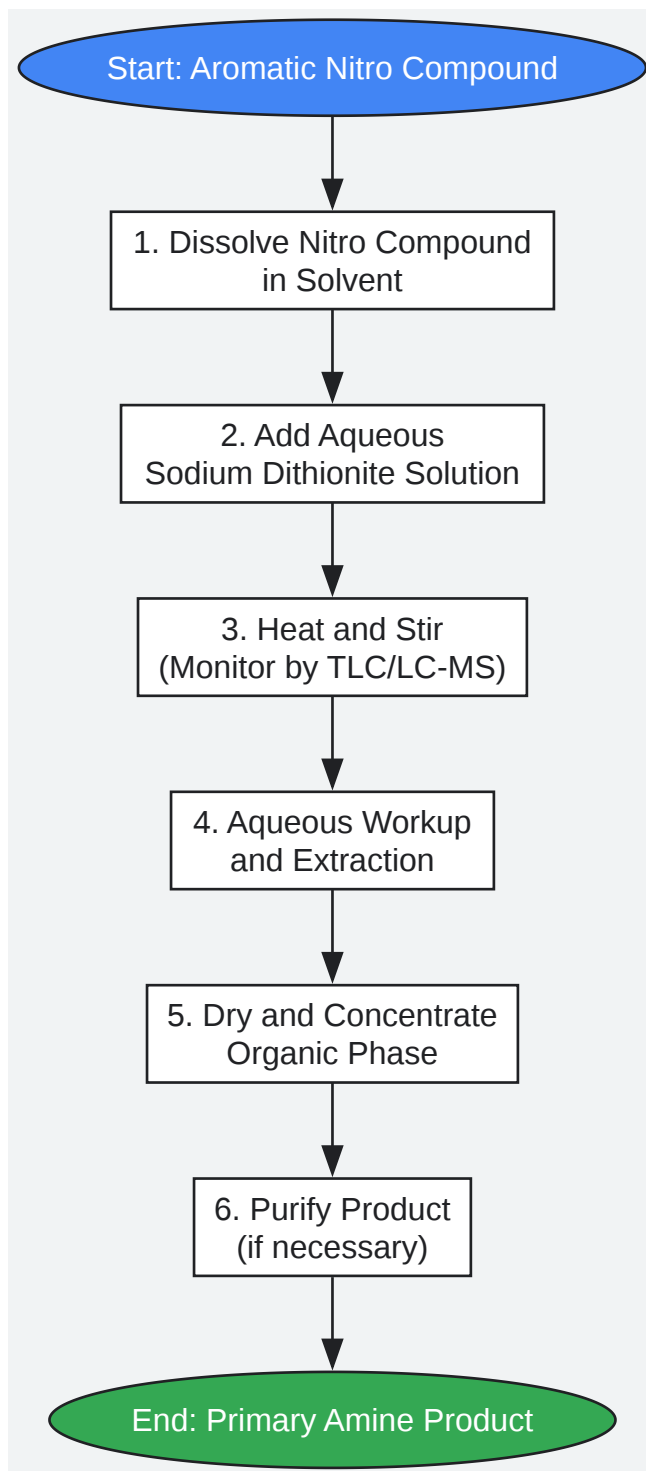 Start: Aromatic Nitro Compound
1. Dissolve Nitro Compound
in Solvent
2. Add Aqueous
Sodium Dithionite Solution
3. Heat and Stir
(Monitor by TLC/LC-MS)
4. Aqueous Workup
and Extraction
5. Dry and Concentrate
Organic Phase
6. Purify Product
(if necessary)
End: Primary Amine Product